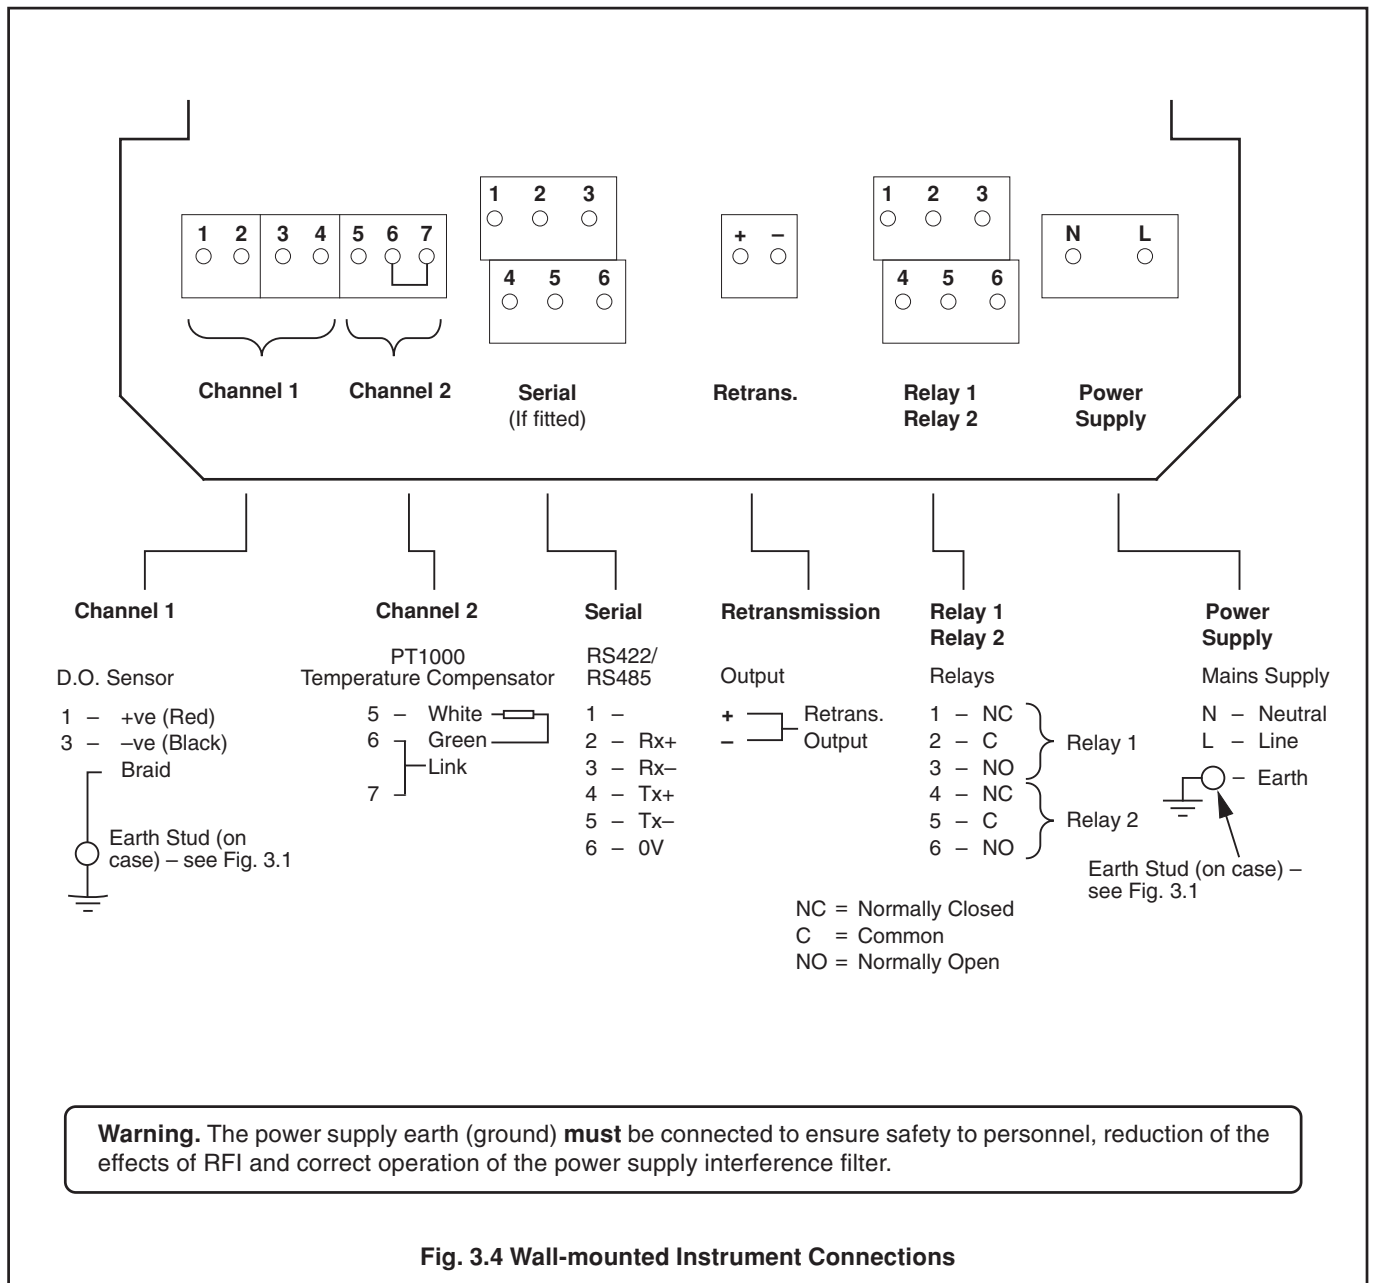 1 2 3 4 5 6 7
1 2 3
4 5 6
+ –
1 2 3
4 5 6
N L
Channel 1
Channel 2
Serial
(If fitted)
Retrans.
Relay 1
Relay 2
Power
Supply
Channel 1
D.O. Sensor
1 – +ve (Red)
3 – –ve (Black)
Braid
Earth Stud (on
case) – see Fig. 3.1
Channel 2
PT1000
Temperature Compensator
5 – White
6 Green
Link
7
Serial
RS422/
RS485
1 –
2 – Rx+
3 – Rx–
4 – Tx+
5 – Tx–
6 – 0V
Retransmission
Output
+ Retrans.
– Output
Relay 1
Relay 2
Relays
1 – NC
2 – C
3 – NO
Relay 1
4 – NC
5 – C
6 – NO
Relay 2
NC = Normally Closed
C = Common
NO = Normally Open
Power
Supply
Mains Supply
N – Neutral
L – Line
– Earth
Earth Stud (on case) –
see Fig. 3.1
Warning. The power supply earth (ground) must be connected to ensure safety to personnel, reduction of the
effects of RFI and correct operation of the power supply interference filter.
Fig. 3.4 Wall-mounted Instrument Connections